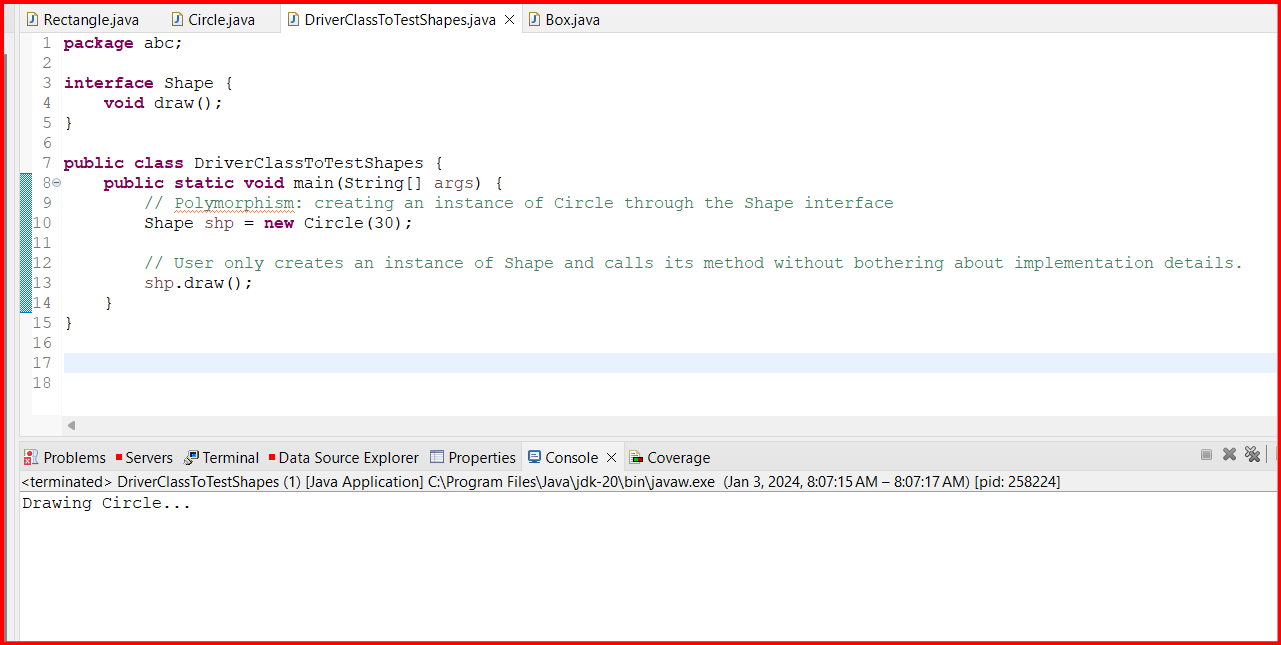 Rectangle.java Circle.java DriverClassToTestShapes.java Box.java
1 package abc;
2
3 interface Shape {
4     void draw();
5 }
6
7 public class DriverClassToTestShapes {
8     public static void main(String[] args) {
9         // Polymorphism: creating an instance of Circle through the Shape interface
10         Shape shp = new Circle(30);
11
12         // User only creates an instance of Shape and calls its method without bothering about implementation details.
13         shp.draw();
14     }
15 }
16
17
18
Problems Servers Terminal Data Source Explorer Properties Console Coverage
<terminated> DriverClassToTestShapes (1) [Java Application] C:\Program Files\Java\jdk-20\bin\javaw.exe (Jan 3, 2024, 8:07:15 AM – 8:07:17 AM) [pid: 258224]
Drawing Circle...